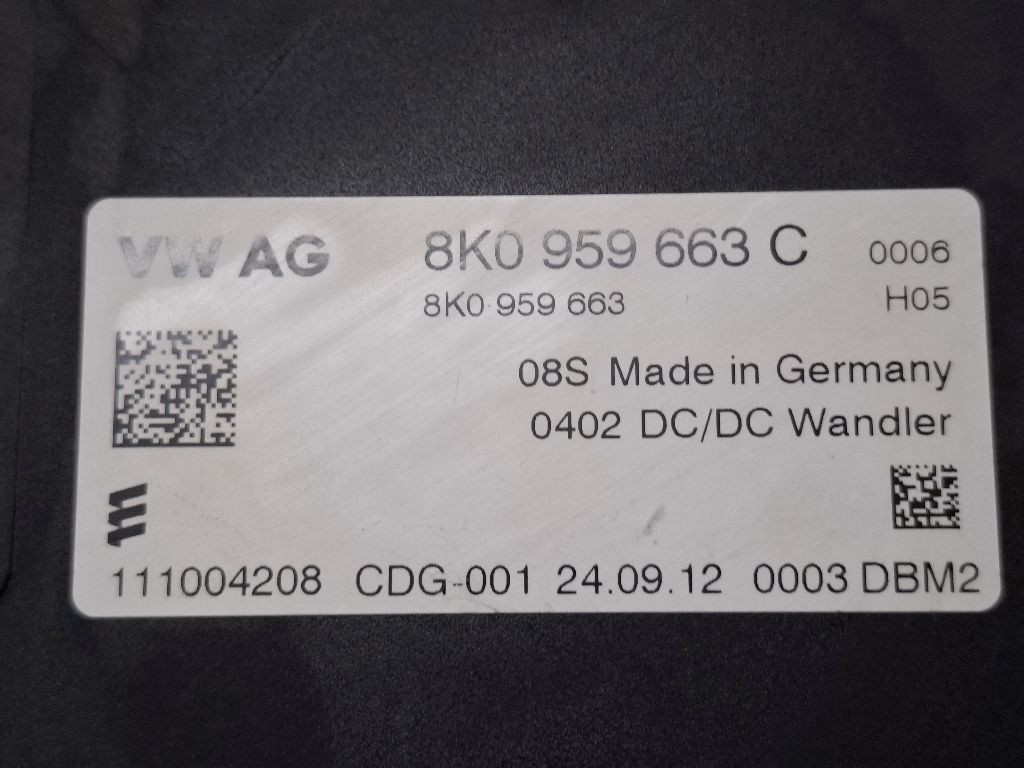 VW AG 8K0 959 663 C 0006
8K0 959 663 H05
08S Made in Germany
0402 DC/DC Wandler
111004208 CDG-001 24.09.12 0003 DBM2